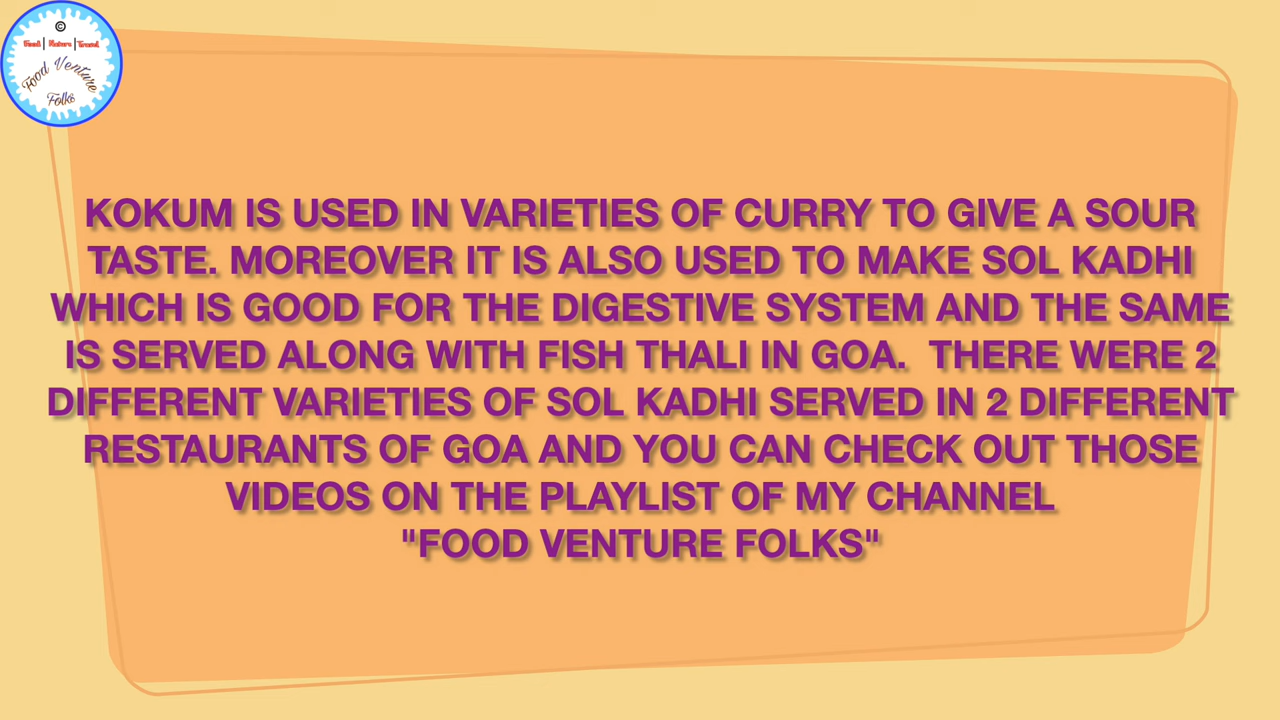 ©
Food | Nature | Travel
Food Venture
Folks
KOKUM IS USED IN VARIETIES OF CURRY TO GIVE A SOUR
TASTE. MOREOVER IT IS ALSO USED TO MAKE SOL KADHI
WHICH IS GOOD FOR THE DIGESTIVE SYSTEM AND THE SAME
IS SERVED ALONG WITH FISH THALI IN GOA.  THERE WERE 2
DIFFERENT VARIETIES OF SOL KADHI SERVED IN 2 DIFFERENT
RESTAURANTS OF GOA AND YOU CAN CHECK OUT THOSE
VIDEOS ON THE PLAYLIST OF MY CHANNEL
"FOOD VENTURE FOLKS"